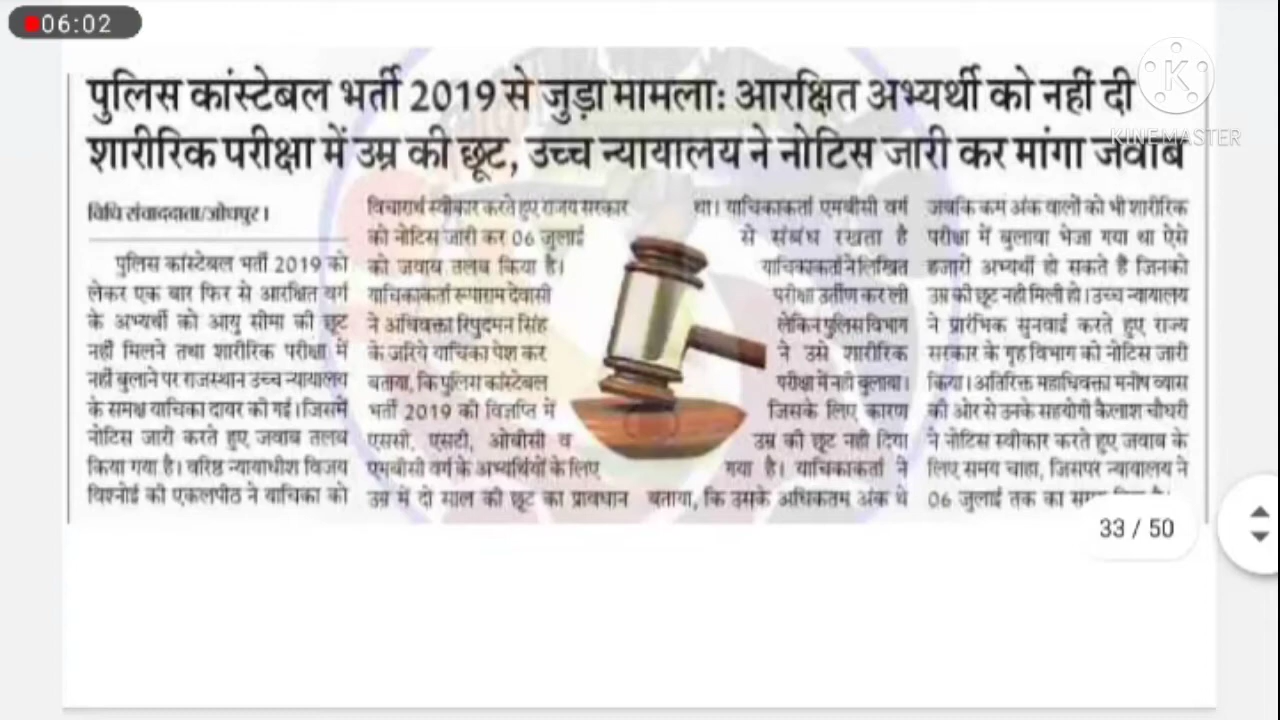 06:02
K
KINEMASTER
पुलिस कांस्टेबल भर्ती 2019 से जुड़ा मामलाः आरक्षित अभ्यर्थी को नहीं दी
शारीरिक परीक्षा में उम्र की छूट, उच्च न्यायालय ने नोटिस जारी कर मांगा जवाब
विधि संवाददाता/जोधपुर।
पुलिस कांस्टेबल भर्ती 2019 को
लेकर एक बार फिर से आरक्षित वर्ग
के अभ्यर्थी को आयु सीमा की छूट
नहीं मिलने तथा शारीरिक परीक्षा में
नहीं बुलाने पर राजस्थान उच्च न्यायालय
के समक्ष याचिका दायर की गई। जिसमें
नोटिस जारी करते हुए जवाब तलब
किया गया है। वरिष्ठ न्यायाधीश विजय
विश्नोई की एकलपीठ ने याचिका को
विचारार्थ स्वीकार करते हुए राजय सरकार
को नोटिस जारी कर 06 जुलाई
को जवाब तलब किया है।
याचिकाकर्ता रूपाराम देवासी
ने अधिवक्ता रिपुदमन सिंह
के जरिये याचिका पेश कर
बताया, कि पुलिस कांस्टेबल
भर्ती 2019 की विज्ञप्ति में
एससी, एसटी, ओबीसी व
एमबीसी वर्ग के अभ्यर्थियों के लिए
उम्र में दो साल की छूट का प्रावधान
था। याचिकाकर्ता एमबीसी वर्ग
से संबंध रखता है
याचिकाकर्ता ने लिखित
परीक्षा उर्तीण कर ली
लेकिन पुलिस विभाग
ने उसे शारीरिक
परीक्षा में नही बुलाया।
जिसके लिए कारण
उम्र की छूट नही दिया
गया है। याचिकाकर्ता ने
बताया, कि उसके अधिकतम अंक थे
जबकि कम अंक वालों को भी शारीरिक
परीक्षा में बुलावा भेजा गया था ऐसे
हजारों अभ्यर्थी हो सकते है जिनको
उम्र की छूट नही मिली हो। उच्च न्यायालय
ने प्रारंभिक सुनवाई करते हुए राज्य
सरकार के गृह विभाग को नोटिस जारी
किया। अतिरिक्त महाधिवक्ता मनीष व्यास
की ओर से उनके सहयोगी कैलाश चौधरी
ने नोटिस स्वीकार करते हुए जवाब के
लिए समय चाहा, जिसपर न्यायालय ने
06 जुलाई तक का
33 / 50